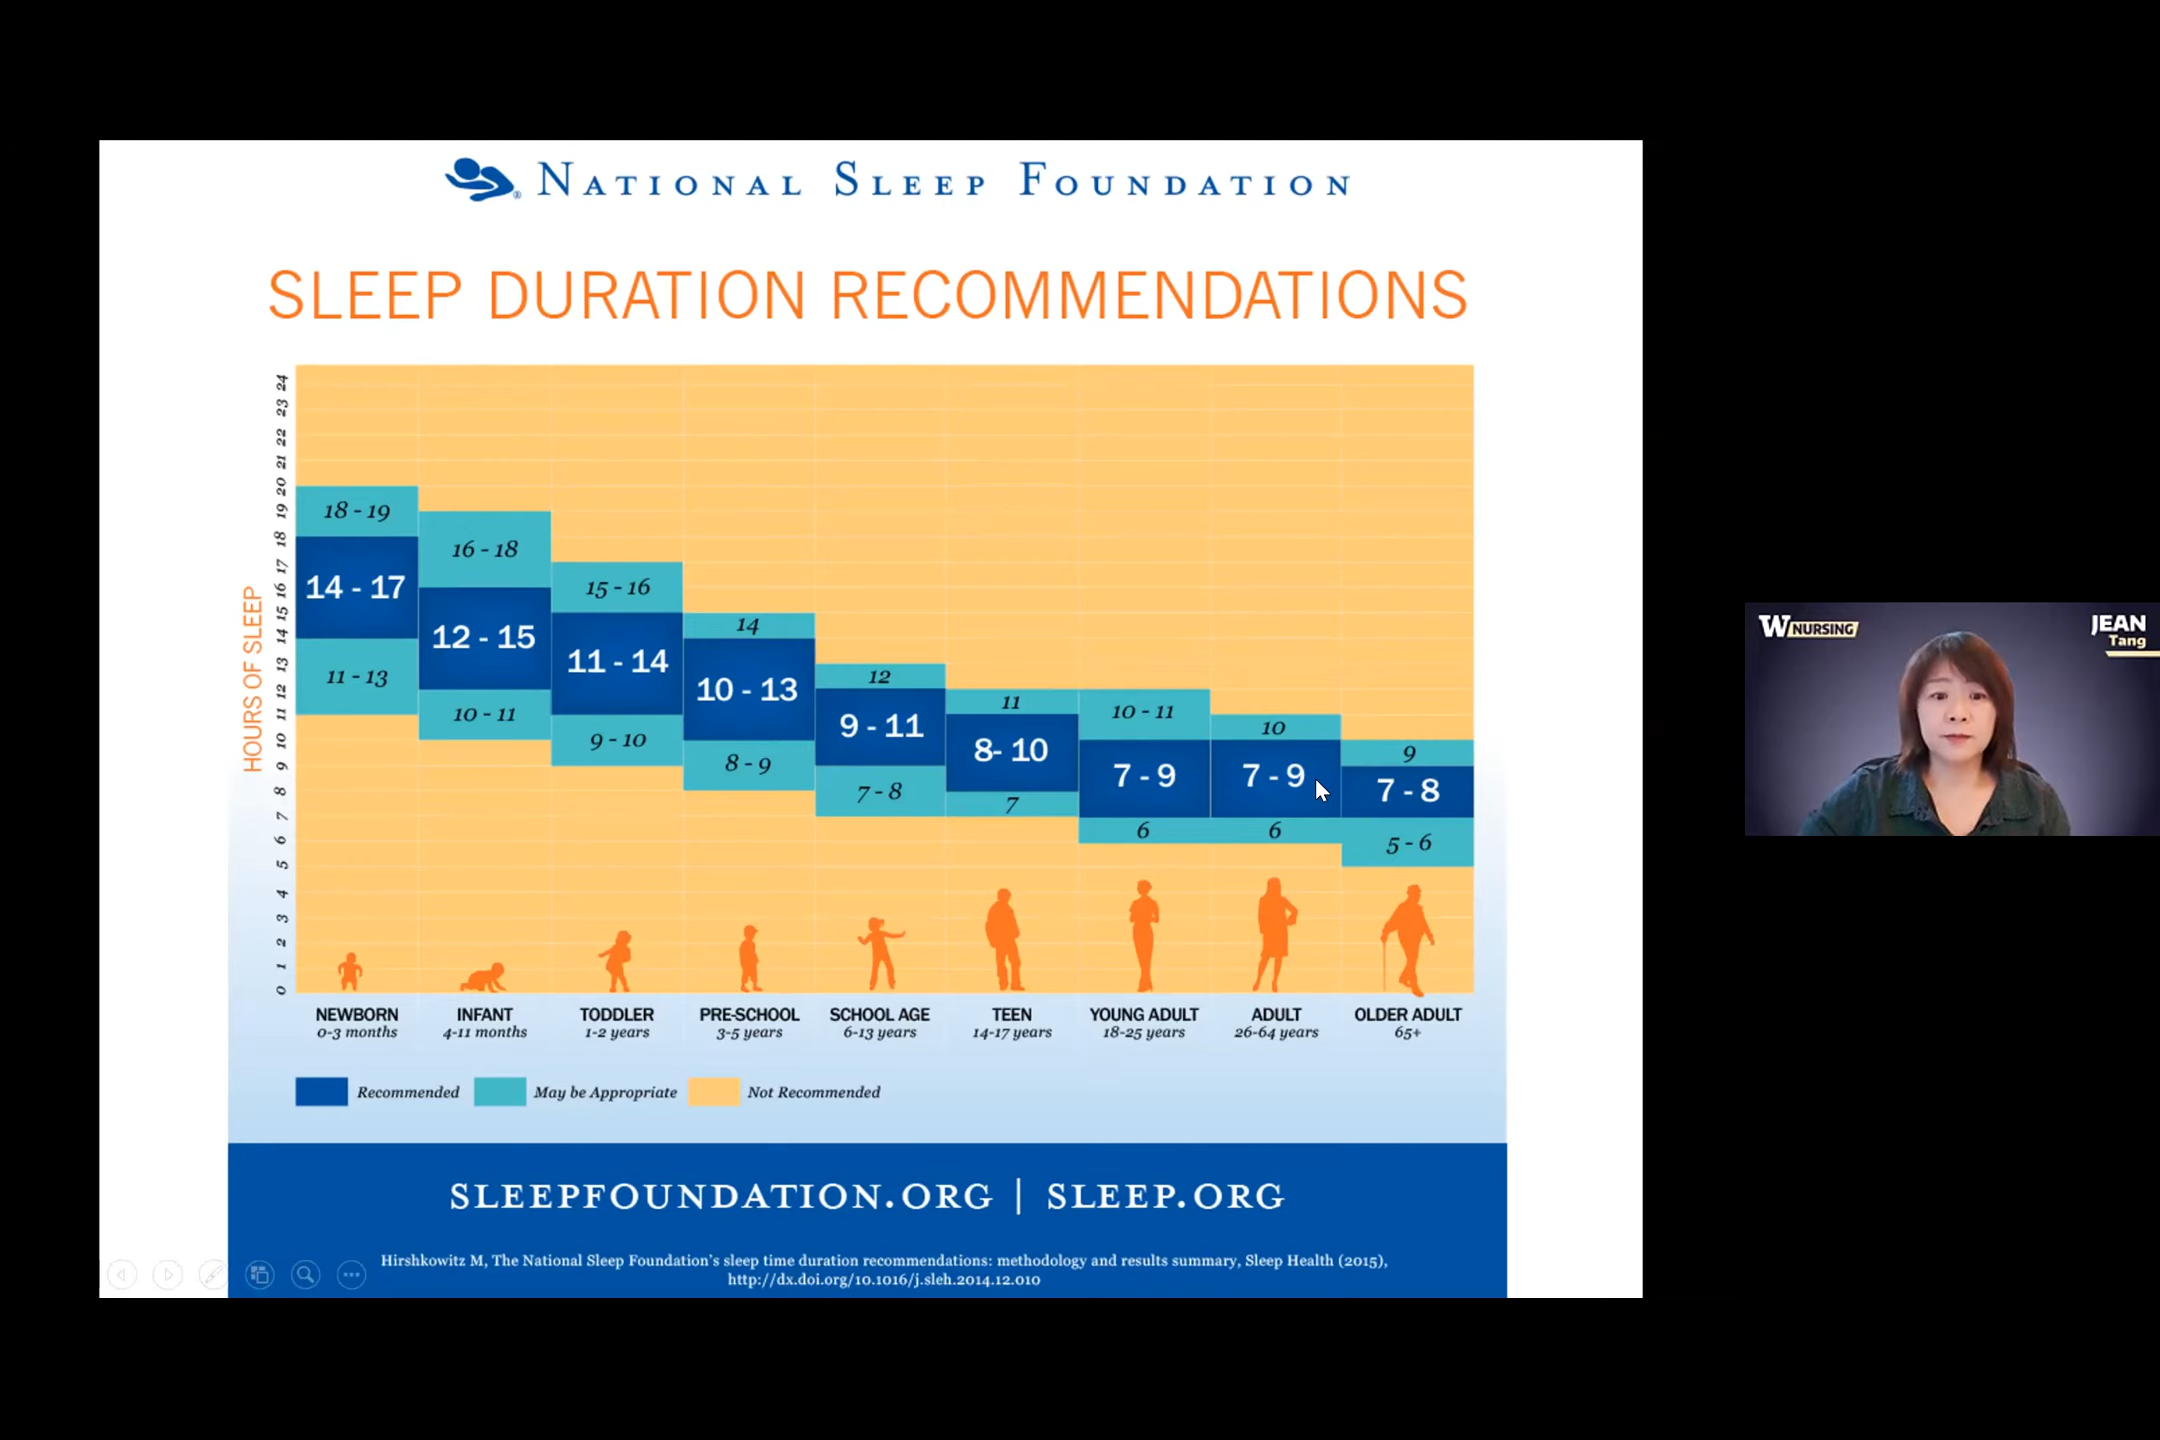 NATIONAL SLEEP FOUNDATION
SLEEP DURATION RECOMMENDATIONS
HOURS OF SLEEP
24
23
22
21
20
19
18
17
16
15
14
13
12
11
10
9
8
7
6
5
4
3
2
1
0
18 - 19
14 - 17
11 - 13
16 - 18
12 - 15
10 - 11
15 - 16
11 - 14
9 - 10
14
10 - 13
8 - 9
12
9 - 11
7 - 8
11
8- 10
7
10 - 11
7 - 9
6
10
7 - 9
6
9
7 - 8
5 - 6
NEWBORN
0-3 months
INFANT
4-11 months
TODDLER
1-2 years
PRE-SCHOOL
3-5 years
SCHOOL AGE
6-13 years
TEEN
14-17 years
YOUNG ADULT
18-25 years
ADULT
26-64 years
OLDER ADULT
65+
Recommended
May be Appropriate
Not Recommended
SLEEPFOUNDATION.ORG | SLEEP.ORG
Hirshkowitz M, The National Sleep Foundation's sleep time duration recommendations: methodology and results summary, Sleep Health (2015),
http://dx.doi.org/10.1016/j.sleh.2014.12.010
W NURSING
JEAN
Tang